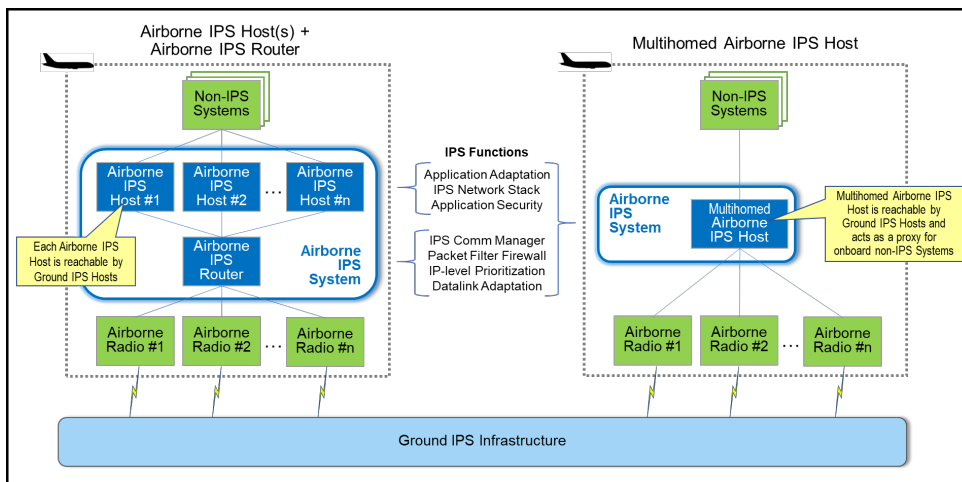 Airborne IPS Host(s) +
Airborne IPS Router
Multihomed Airborne IPS Host
Non-IPS
Systems
Non-IPS
Systems
IPS Functions
Application Adaptation
IPS Network Stack
Application Security
IPS Comm Manager
Packet Filter Firewall
IP-level Prioritization
Datalink Adaptation
Airborne
IPS
Host #1
Airborne
IPS
Host #2
...
Airborne
IPS
Host #n
Each Airborne IPS
Host is reachable by
Ground IPS Hosts
Airborne
IPS
Router
Airborne
IPS
System
Airborne
IPS
System
Multihomed
Airborne
IPS Host
Multihomed Airborne IPS
Host is reachable by
Ground IPS Hosts and
acts as a proxy for
onboard non-IPS Systems
Airborne
Radio #1
Airborne
Radio #2
...
Airborne
Radio #n
Airborne
Radio #1
Airborne
Radio #2
...
Airborne
Radio #n
Ground IPS Infrastructure